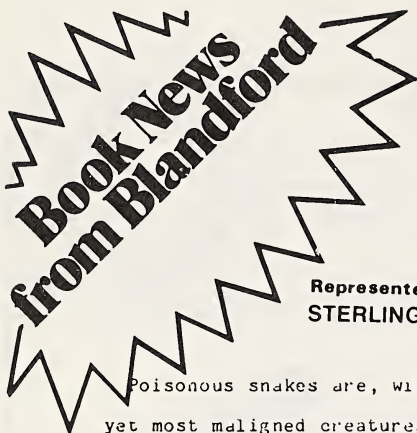 Book News
from Blandford
Represente
STERLING
Poisonous snakes are, wi
yet most maligned creature